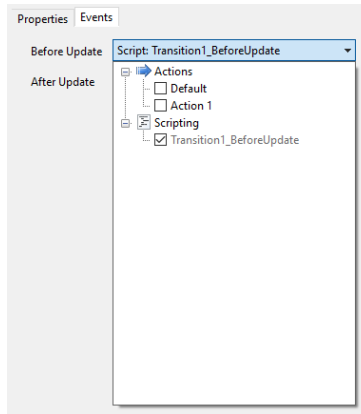 Properties Events
Before Update Script: Transition1_BeforeUpdate
Actions
After Update
Default
Action 1
Scripting
Transition1_BeforeUpdate